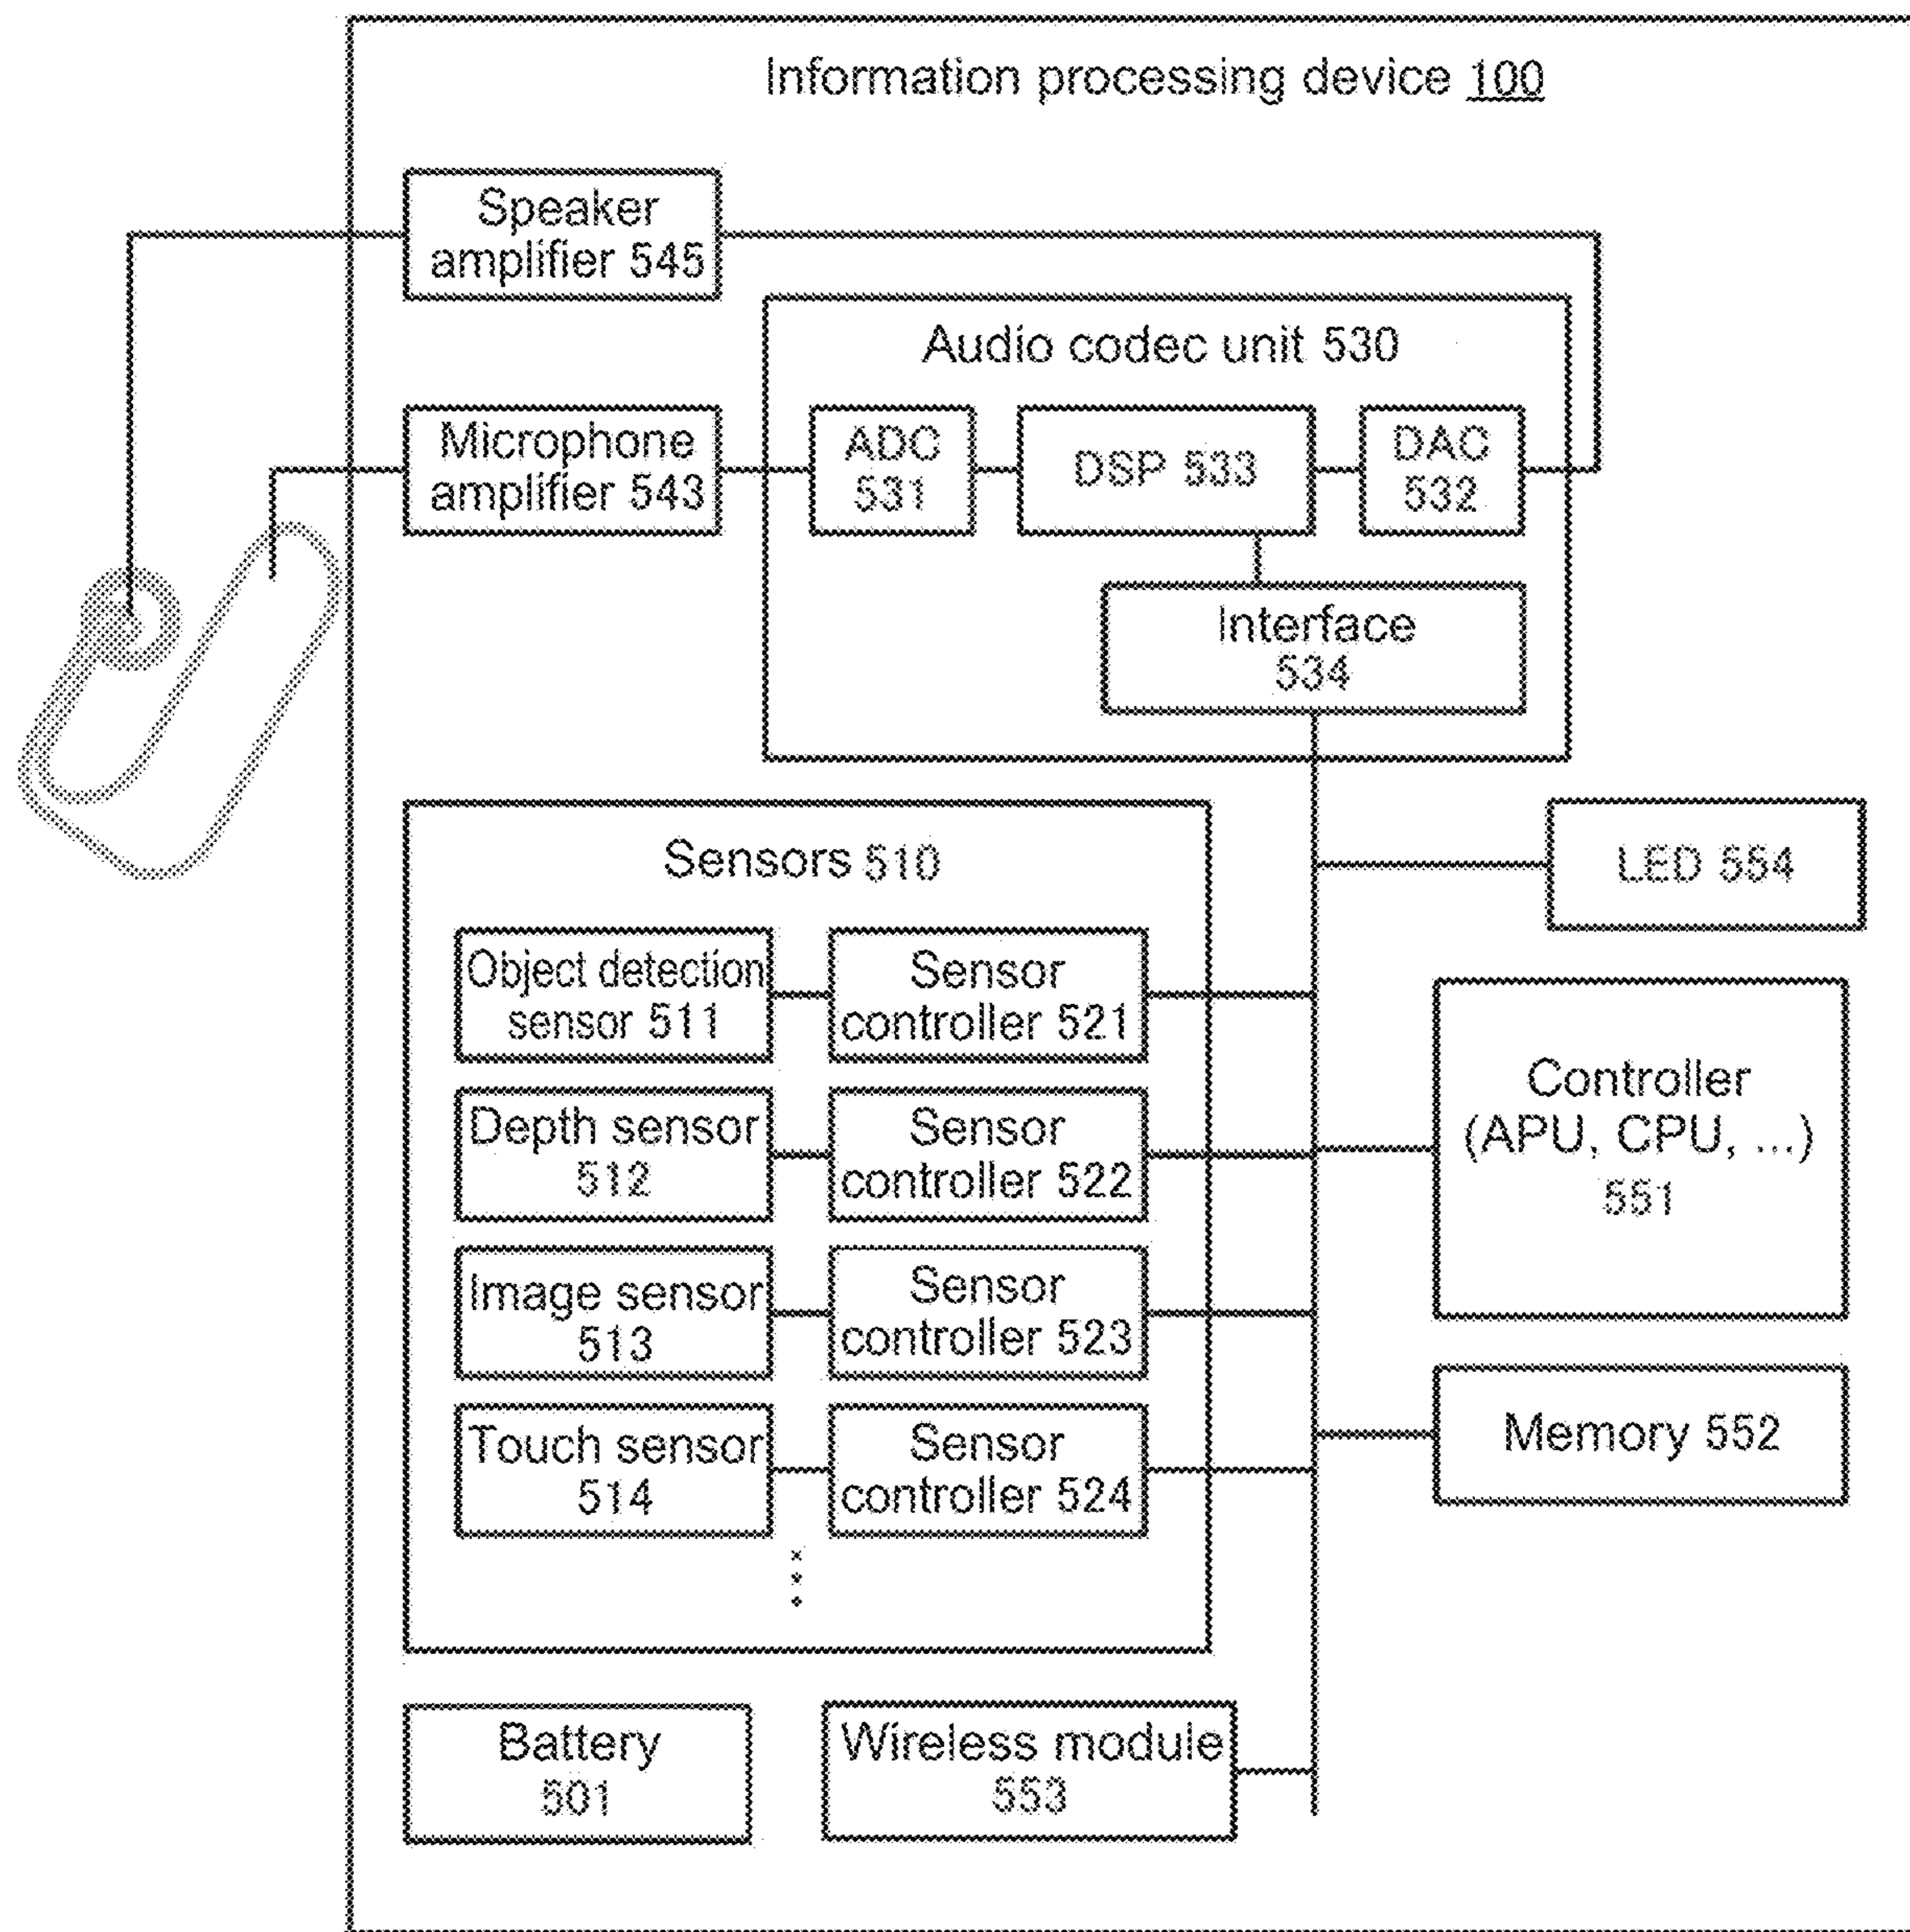 Information processing device 100
Speaker
amplifier 545
Audio codec unit 530
Microphone
amplifier 543
ADC
531
DSP 533
DAC
532
Interface
534
Sensors 510
LED 554
Object detection
sensor 511
Sensor
controller 521
Depth sensor
512
Sensor
controller 522
Controller
(APU, CPU, ...)
551
Image sensor
513
Sensor
controller 523
Memory 552
Touch sensor
514
Sensor
controller 524
Battery
501
Wireless module
553